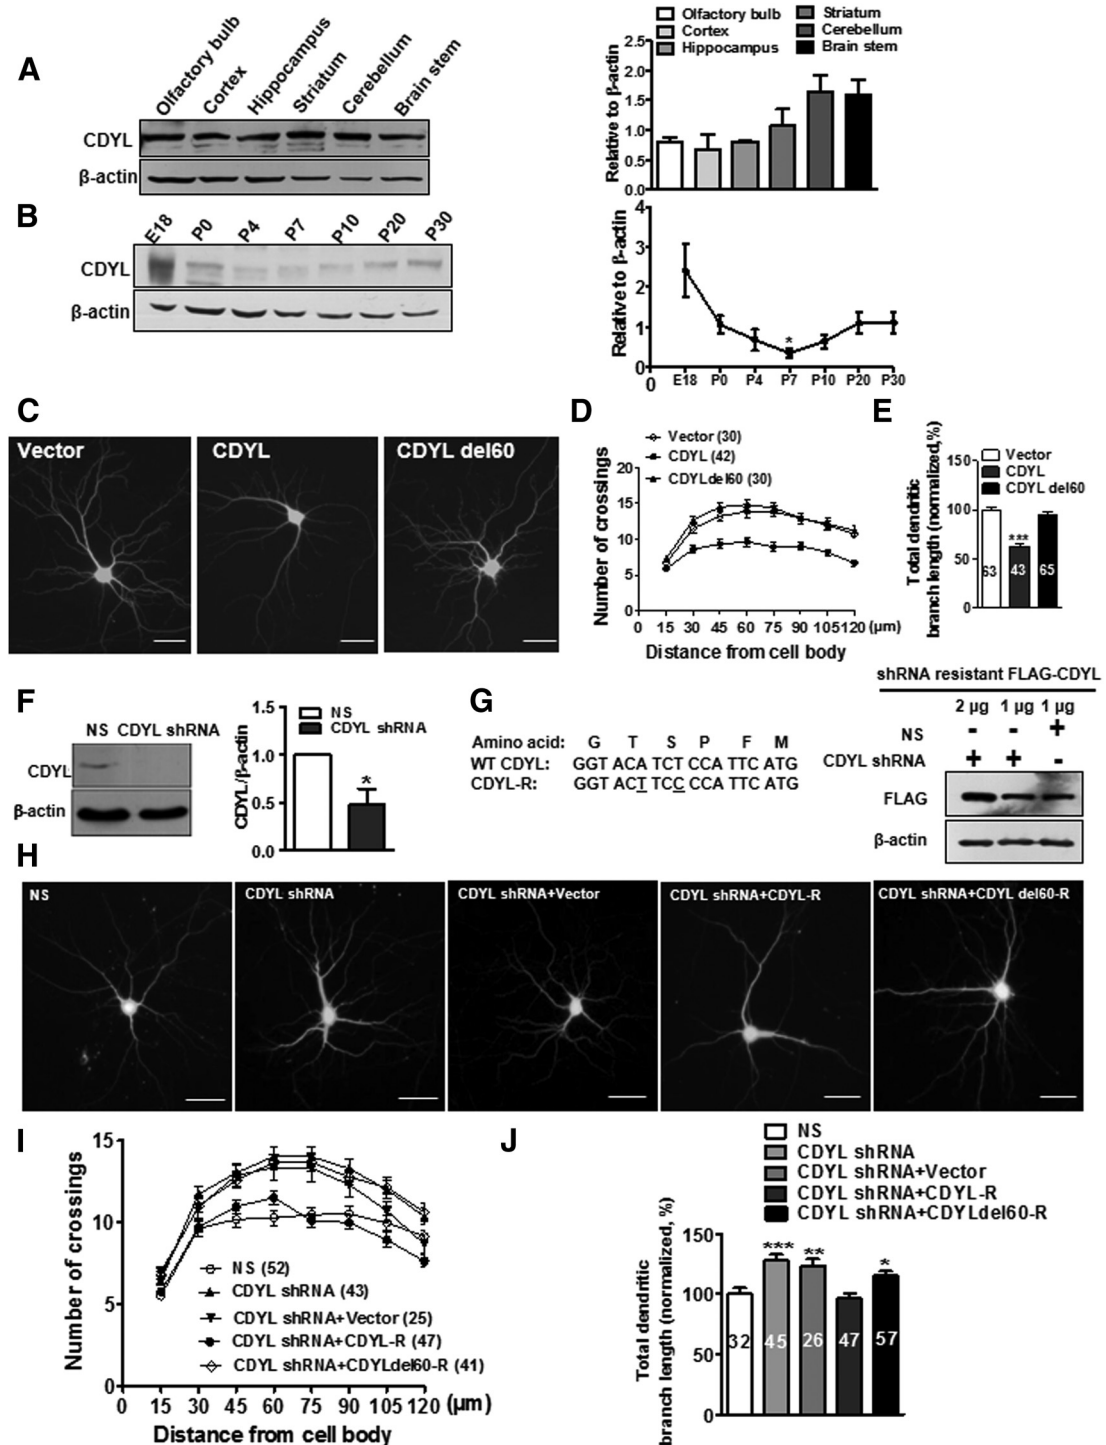 A
Olfactory bulb
Cortex
Hippocampus
Striatum
Cerebellum
Brain stem
CDYL
β-actin
Olfactory bulb
Cortex
Hippocampus
Striatum
Cerebellum
Brain stem
Relative to β-actin
2.5
2.0
1.5
1.0
0.5
0.0
B
E18 P0 P4 P7 P10 P20 P30
CDYL
β-actin
Relative to β-actin
4
3
2
1
0
*
0 E18 P0 P4 P7 P10 P20 P30
C
Vector
CDYL
CDYL del60
D
Vector (30)
CDYL (42)
CDYLdel60 (30)
Number of crossings
20
15
10
5
0
0 15 30 45 60 75 90 105 120 (μm)
Distance from cell body
E
Vector
CDYL
CDYL del60
Total dendritic
branch length (normalized,%)
150
100
50
0
***
63 43 65
F
NS CDYL shRNA
CDYL
β-actin
NS
CDYL shRNA
CDYL/β-actin
1.5
1.0
0.5
0.0
*
G
Amino acid: G T S P F M
WT CDYL: GGT ACA TCT CCA TTC ATG
CDYL-R: GGT ACT TCC CCA TTC ATG
shRNA resistant FLAG-CDYL
2 μg 1 μg 1 μg
NS - - +
CDYL shRNA + + -
FLAG
β-actin
H
NS
CDYL shRNA
CDYL shRNA+Vector
CDYL shRNA+CDYL-R
CDYL shRNA+CDYL del60-R
I
Number of crossings
15
10
5
0
NS (52)
CDYL shRNA (43)
CDYL shRNA+Vector (25)
CDYL shRNA+CDYL-R (47)
CDYL shRNA+CDYLdel60-R (41)
0 15 30 45 60 75 90 105 120 (μm)
Distance from cell body
J
NS
CDYL shRNA
CDYL shRNA+Vector
CDYL shRNA+CDYL-R
CDYL shRNA+CDYLdel60-R
Total dendritic
branch length (normalized, %)
150
100
50
0
*** ** *
32 45 26 47 57